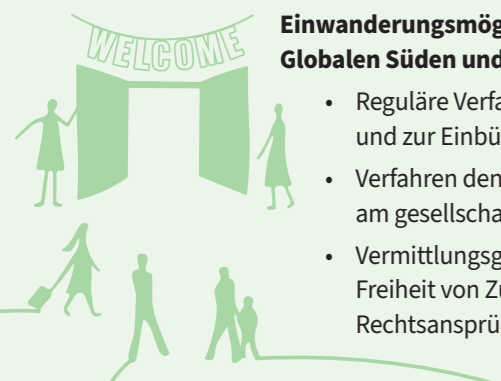 WELCOME
Einwanderungsmög
Globalen Süden und
• Reguläre Verfa
und zur Einbü
• Verfahren den
am gesellscha
• Vermittlungsg
Freiheit von Zu
Rechtsansprü